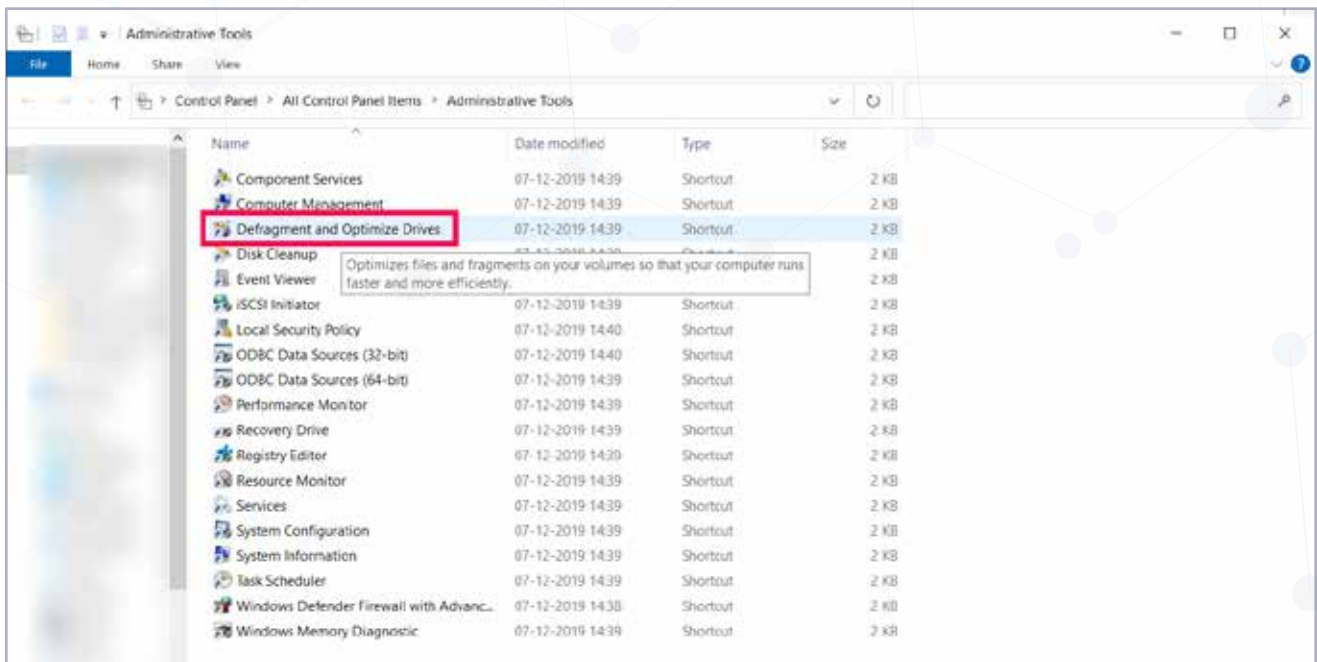 Administrative Tools
File Home Share View
Control Panel > All Control Panel Items > Administrative Tools
Name Date modified Type Size
Component Services 07-12-2019 14:39 Shortcut 2 KB
Computer Management 07-12-2019 14:39 Shortcut 2 KB
Defragment and Optimize Drives 07-12-2019 14:39 Shortcut 2 KB
Disk Cleanup 2 KB
Optimizes files and fragments on your volumes so that your computer runs
faster and more efficiently.
Event Viewer 2 KB
iSCSI Initiator 07-12-2019 14:39 Shortcut 2 KB
Local Security Policy 07-12-2019 14:40 Shortcut 2 KB
ODBC Data Sources (32-bit) 07-12-2019 14:40 Shortcut 2 KB
ODBC Data Sources (64-bit) 07-12-2019 14:39 Shortcut 2 KB
Performance Monitor 07-12-2019 14:39 Shortcut 2 KB
Recovery Drive 07-12-2019 14:39 Shortcut 2 KB
Registry Editor 07-12-2019 14:39 Shortcut 2 KB
Resource Monitor 07-12-2019 14:39 Shortcut 2 KB
Services 07-12-2019 14:39 Shortcut 2 KB
System Configuration 07-12-2019 14:39 Shortcut 2 KB
System Information 07-12-2019 14:39 Shortcut 2 KB
Task Scheduler 07-12-2019 14:39 Shortcut 2 KB
Windows Defender Firewall with Advanc... 07-12-2019 14:38 Shortcut 2 KB
Windows Memory Diagnostic 07-12-2019 14:39 Shortcut 2 KB